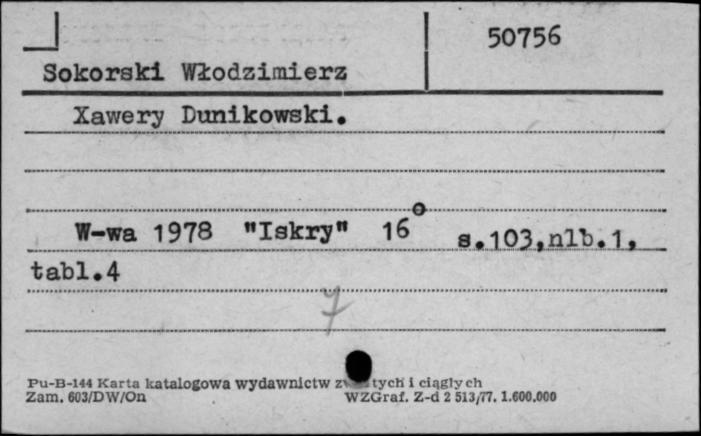 50756
Sokorski Włodzimierz
Xawery Dunikowski.
W-wa 1978 "Iskry" 16° s.103,nlb.1,
tabl.4
7
Pu-B-144 Karta katalogowa wydawnictw i ciągłych
Zam. 603/DW/On WZGraf. Z-d 2 513/77. 1.600.000